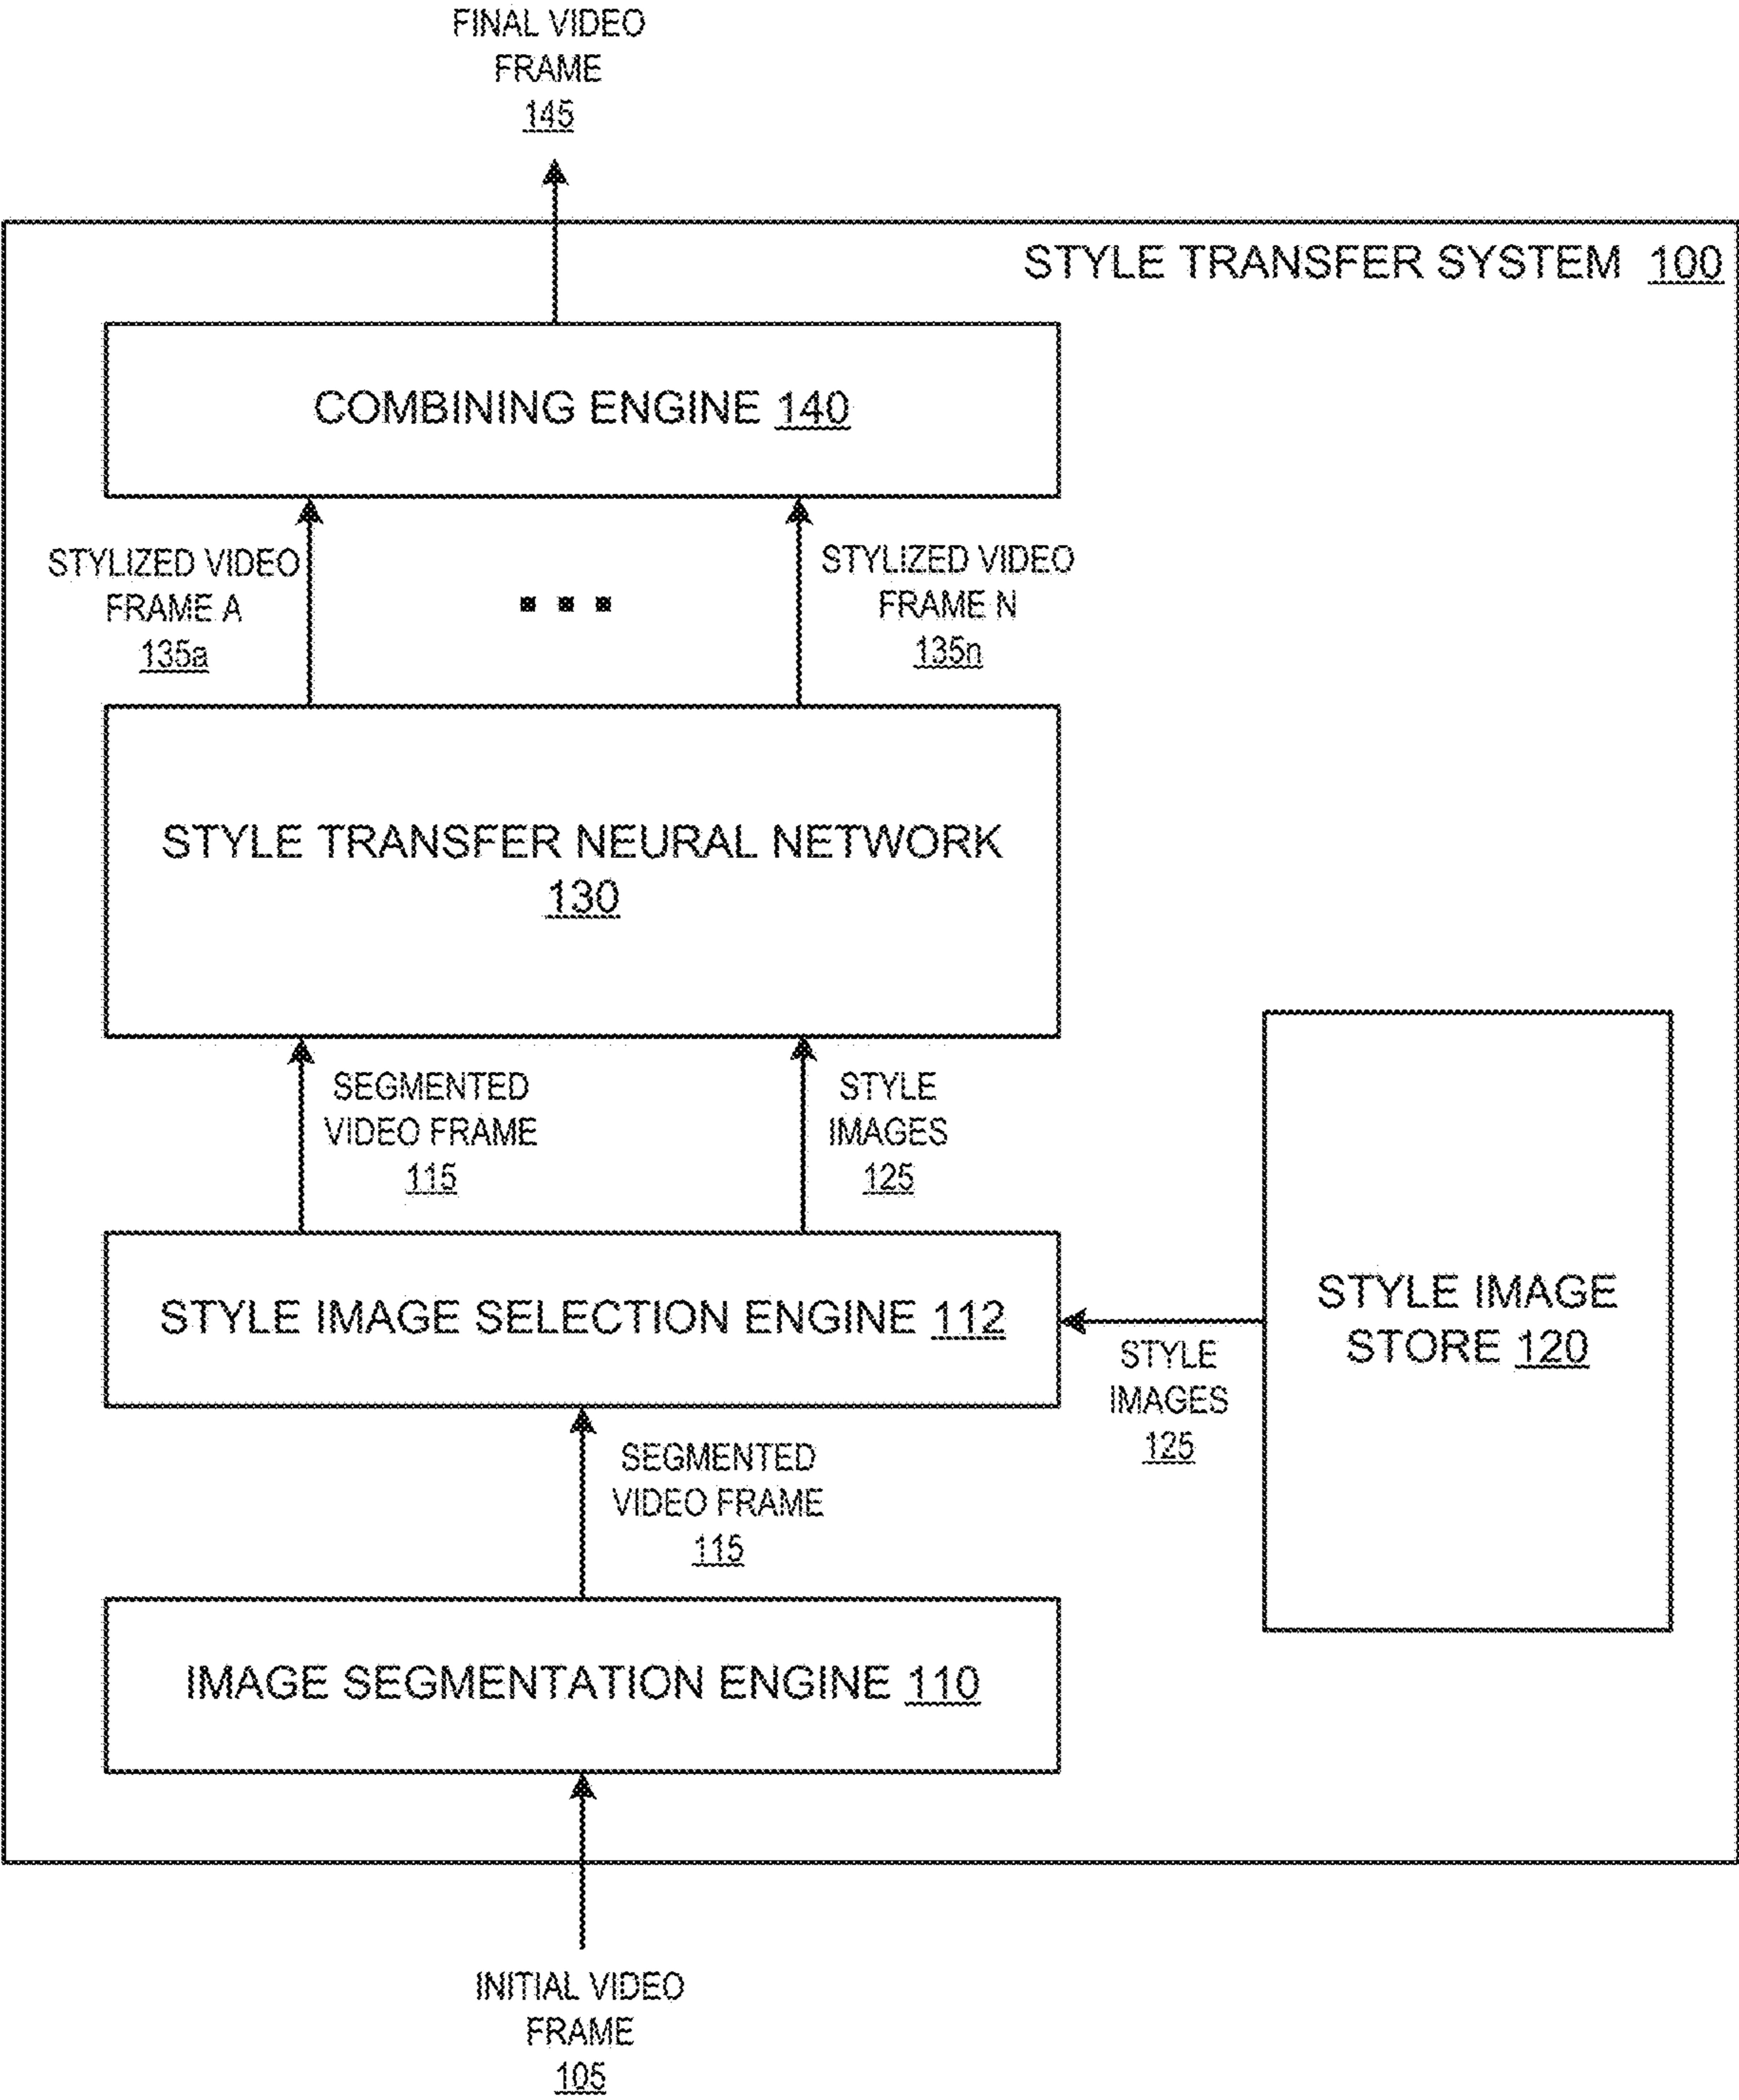 FINAL VIDEO
FRAME
145
STYLE TRANSFER SYSTEM 100
COMBINING ENGINE 140
STYLIZED VIDEO
FRAME A
135a
STYLIZED VIDEO
FRAME N
135n
STYLE TRANSFER NEURAL NETWORK
130
SEGMENTED
VIDEO FRAME
115
STYLE
IMAGES
125
STYLE IMAGE SELECTION ENGINE 112
STYLE IMAGE
STORE 120
STYLE
IMAGES
125
SEGMENTED
VIDEO FRAME
115
IMAGE SEGMENTATION ENGINE 110
INITIAL VIDEO
FRAME
105